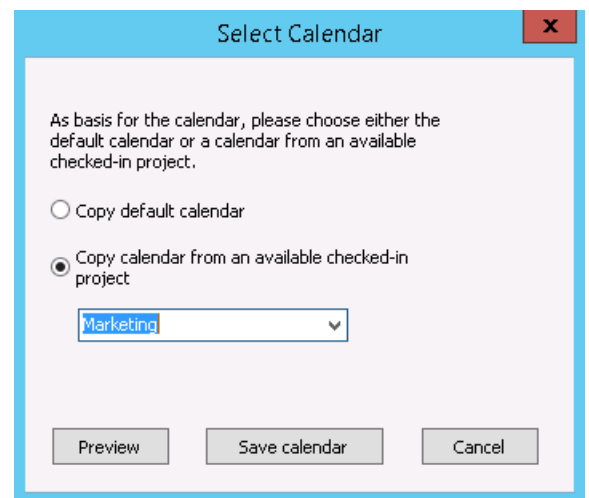 Select Calendar
x
As basis for the calendar, please choose either the
default calendar or a calendar from an available
checked-in project.
Copy default calendar
Copy calendar from an available checked-in
project
Marketing
Preview
Save calendar
Cancel